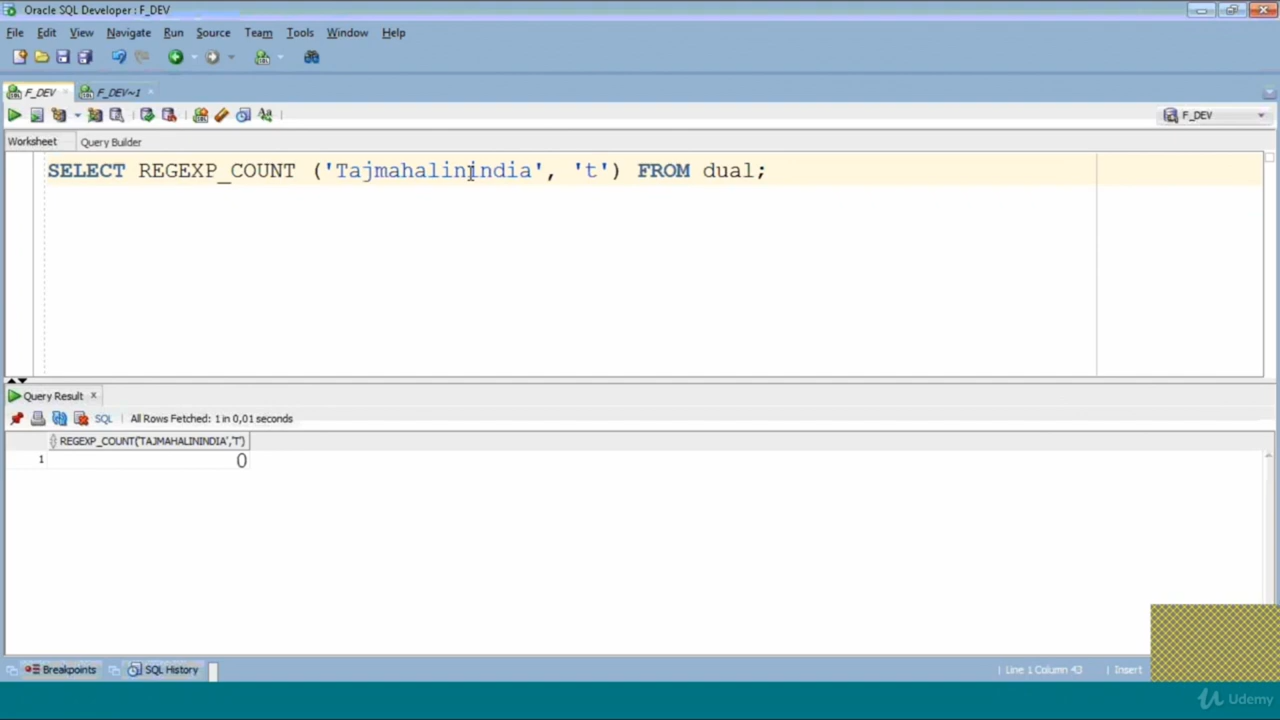 Oracle SQL Developer : F_DEV
File Edit View Navigate Run Source Team Tools Window Help
F_DEV F_DEV~1
F_DEV
Worksheet Query Builder
SELECT REGEXP_COUNT ('Tajmahalinindia', 't') FROM dual;
Query Result
SQL All Rows Fetched: 1 in 0,01 seconds
REGEXP_COUNT('TAJMAHALININDIA','T')
1 0
Breakpoints SQL History Line 1 Column 43 Insert
Udemy